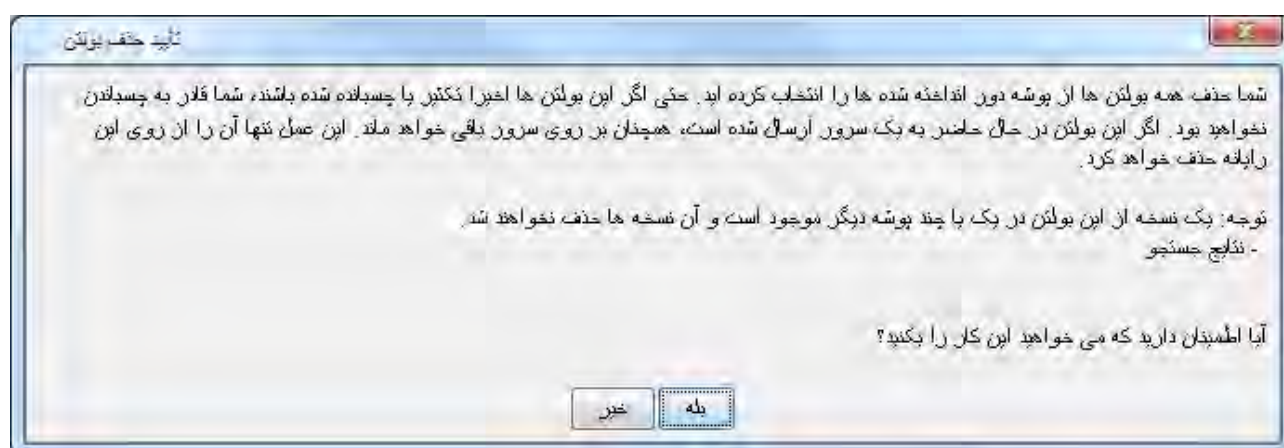 تأیید حذف بولتن
شما حذف همه بولتن ها از پوشه دور انداخته شده ها را انتخاب کرده اید. حتی اگر این بولتن ها اخیرا تکثیر یا چسبانده شده باشند، شما قادر به چسباندن
نخواهید بود. اگر این بولتن در حال حاضر به یک سرور ارسال شده است، همچنان بر روی سرور باقی خواهد ماند. این عمل تنها آن را از روی این
رایانه حذف خواهد کرد.
توجه: یک نسخه از این بولتن در یک یا چند پوشه دیگر موجود است و آن نسخه ها حذف نخواهند شد.
- نتایج جستجو
آیا اطمینان دارید که می خواهید این کار را بکنید؟
بله خیر